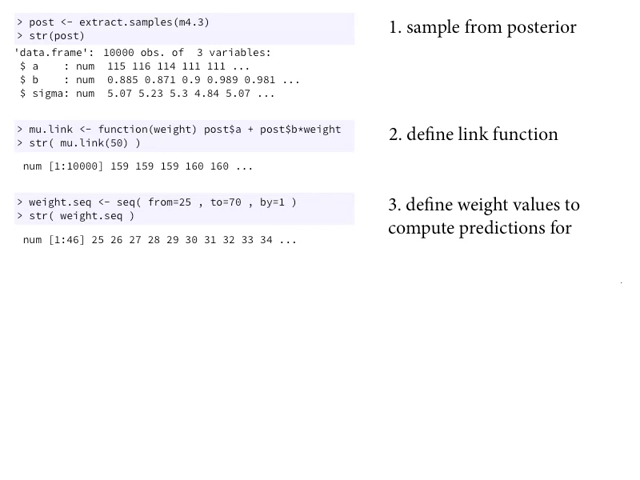 > post <- extract.samples(m4.3)
> str(post)
1. sample from posterior
'data.frame': 10000 obs. of 3 variables:
$ a : num 115 116 114 111 111 ...
$ b : num 0.885 0.871 0.9 0.989 0.981 ...
$ sigma: num 5.07 5.23 5.3 4.84 5.07 ...
> mu.link <- function(weight) post$a + post$b*weight
> str( mu.link(50) )
2. define link function
num [1:10000] 159 159 159 160 160 ...
> weight.seq <- seq( from=25 , to=70 , by=1 )
> str( weight.seq )
3. define weight values to
compute predictions for
num [1:46] 25 26 27 28 29 30 31 32 33 34 ...